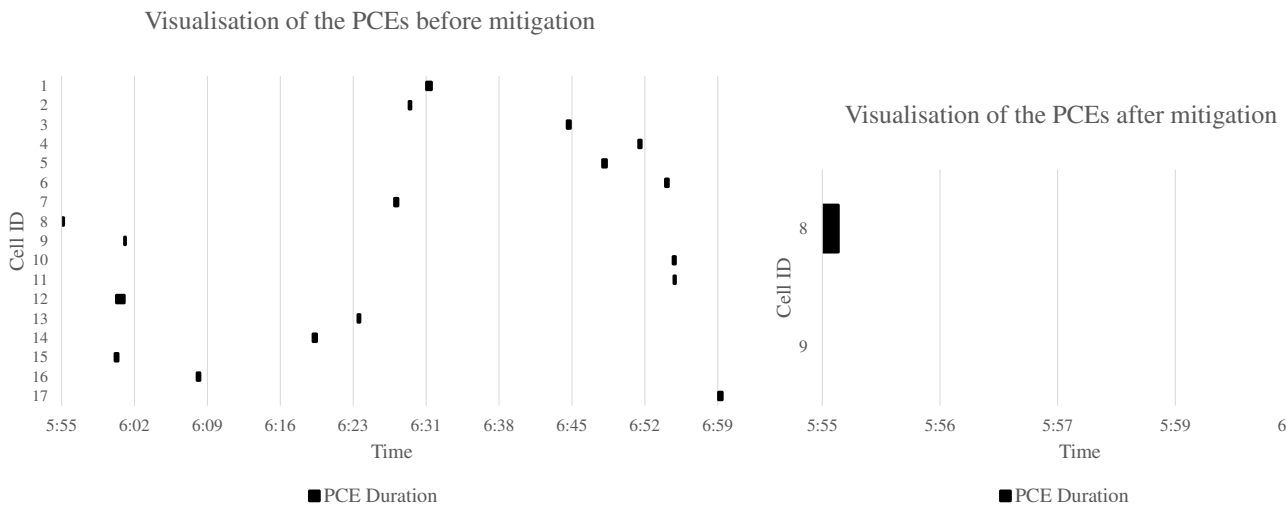 Visualisation of the PCEs before mitigation
1
2
3
4
5
6
7
8
9
10
11
12
13
14
15
16
17
Cell ID
5:55 6:02 6:09 6:16 6:23 6:31 6:38 6:45 6:52 6:59
Time
PCE Duration
Visualisation of the PCEs after mitigation
8
9
Cell ID
5:55 5:56 5:57 5:59 6
Time
PCE Duration